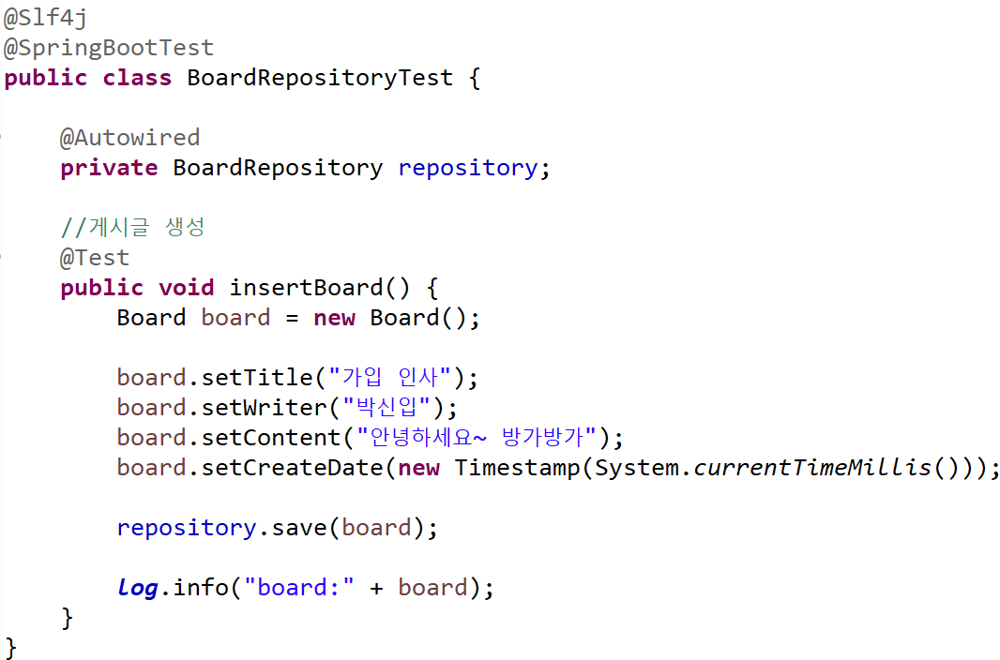 @Slf4j
@SpringBootTest
public class BoardRepositoryTest {
@Autowired
private BoardRepository repository;
//게시글 생성
@Test
public void insertBoard() {
Board board = new Board();
board.setTitle("가입 인사");
board.setWriter("박신입");
board.setContent("안녕하세요~ 방가방가");
board.setCreateDate(new Timestamp(System.currentTimeMillis()));
repository.save(board);
log.info("board:" + board);
}
}